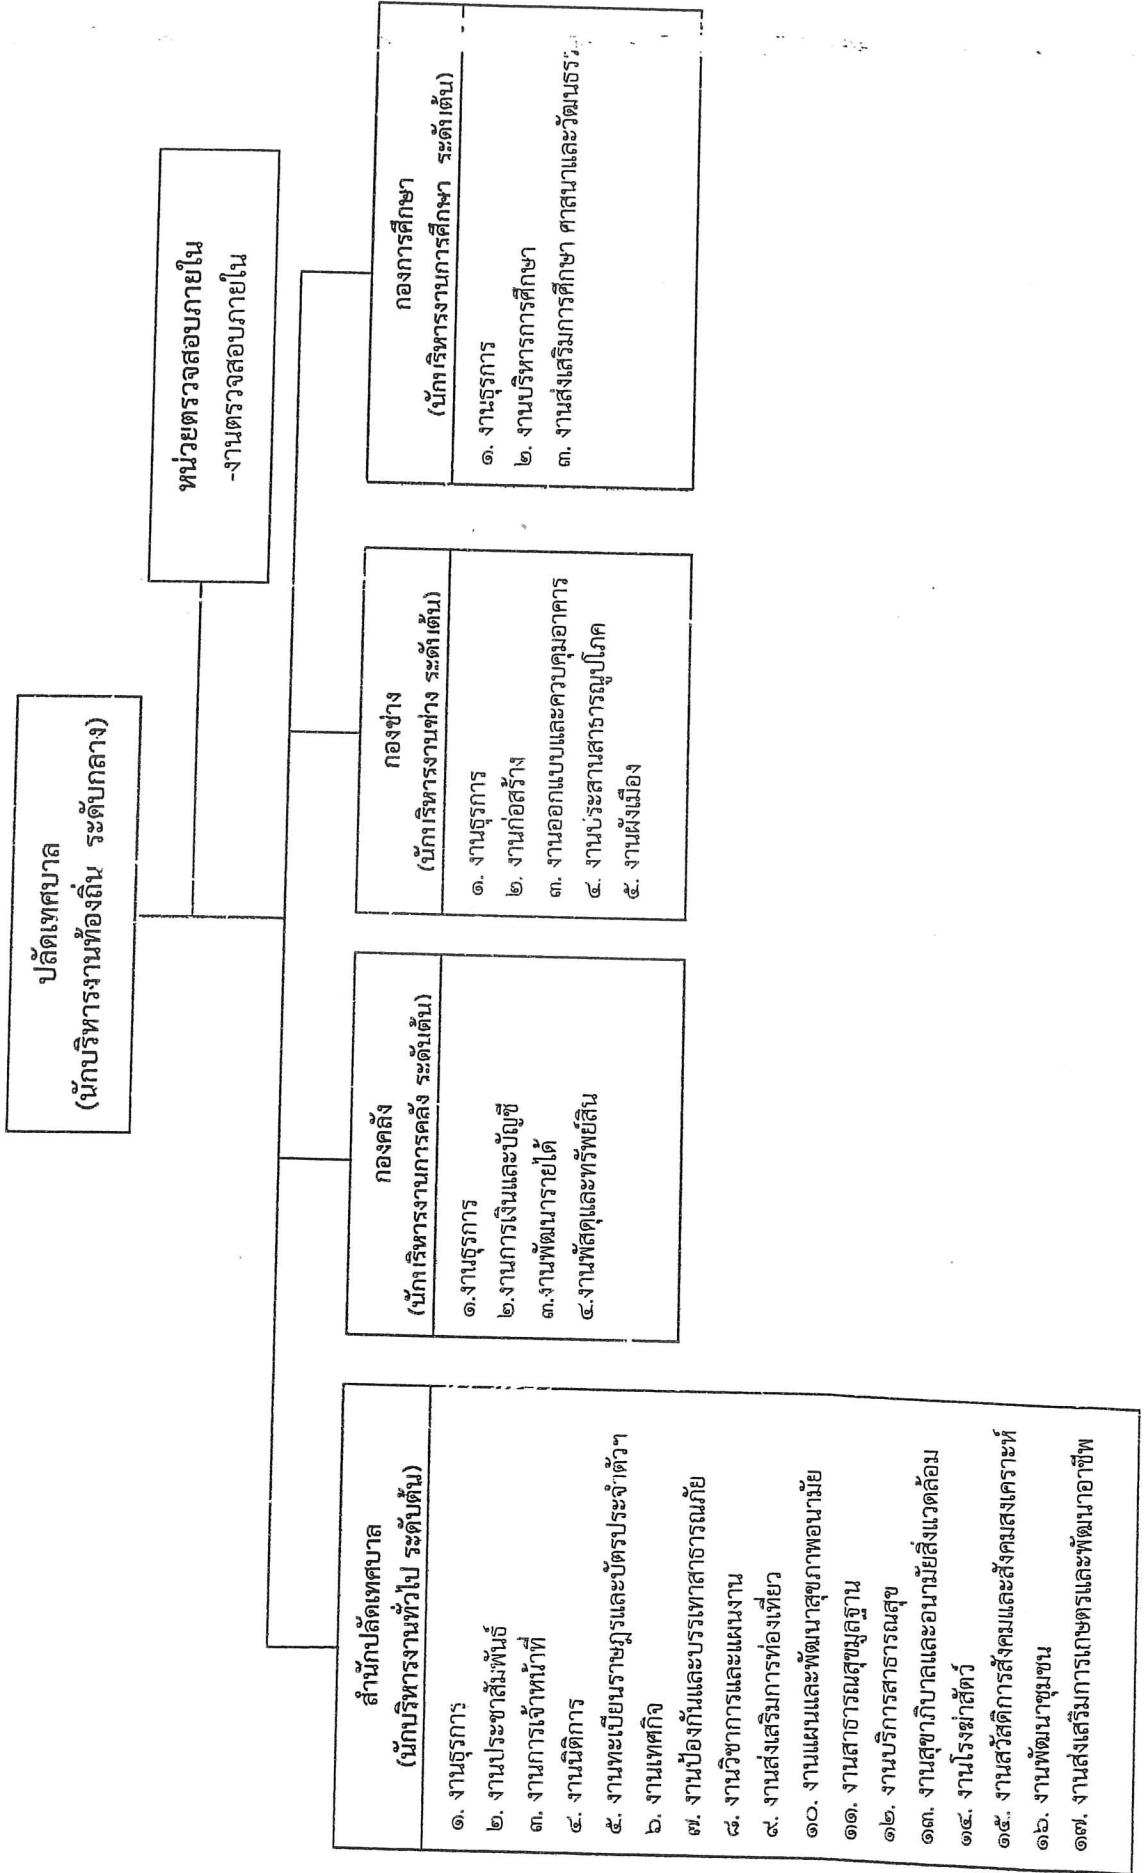 ปลัดเทศบาล
(นักบริหารงานท้องถิ่น ระดับกลาง)
หน่วยตรวจสอบภายใน
-งานตรวจสอบภายใน
สำนักปลัดเทศบาล
(นักบริหารงานทั่วไป ระดับต้น)
๑. งานธุรการ
๒. งานประชาสัมพันธ์
๓. งานการเจ้าหน้าที่
๔. งานนิติการ
๕. งานทะเบียนราษฎรและบัตรประจำตัวฯ
๖. งานเทศกิจ
๗. งานป้องกันและบรรเทาสาธารณภัย
๘. งานวิชาการและแผนงาน
๙. งานส่งเสริมการท่องเที่ยว
๑๐. งานแผนและพัฒนาสุขภาพอนามัย
๑๑. งานสาธารณสุขมูลฐาน
๑๒. งานบริการสาธารณสุข
๑๓. งานสุขาภิบาลและอนามัยสิ่งแวดล้อม
๑๔. งานโรงฆ่าสัตว์
๑๕. งานสวัสดิการสังคมและสังคมสงเคราะห์
๑๖. งานพัฒนาชุมชน
๑๗. งานส่งเสริมการเกษตรและพัฒนาอาชีพ
กองคลัง
(นักบริหารงานการคลัง ระดับต้น)
๑.งานธุรการ
๒.งานการเงินและบัญชี
๓.งานพัฒนารายได้
๔.งานพัสดุและทรัพย์สิน
กองช่าง
(นักบริหารงานช่าง ระดับต้น)
๑. งานธุรการ
๒. งานก่อสร้าง
๓. งานออกแบบและควบคุมอาคาร
๔. งานประสานสาธารณูปโภค
๕. งานผังเมือง
กองการศึกษา
(นักบริหารงานการศึกษา ระดับต้น)
๑. งานธุรการ
๒. งานบริหารการศึกษา
๓. งานส่งเสริมการศึกษา ศาสนาและวัฒนธร